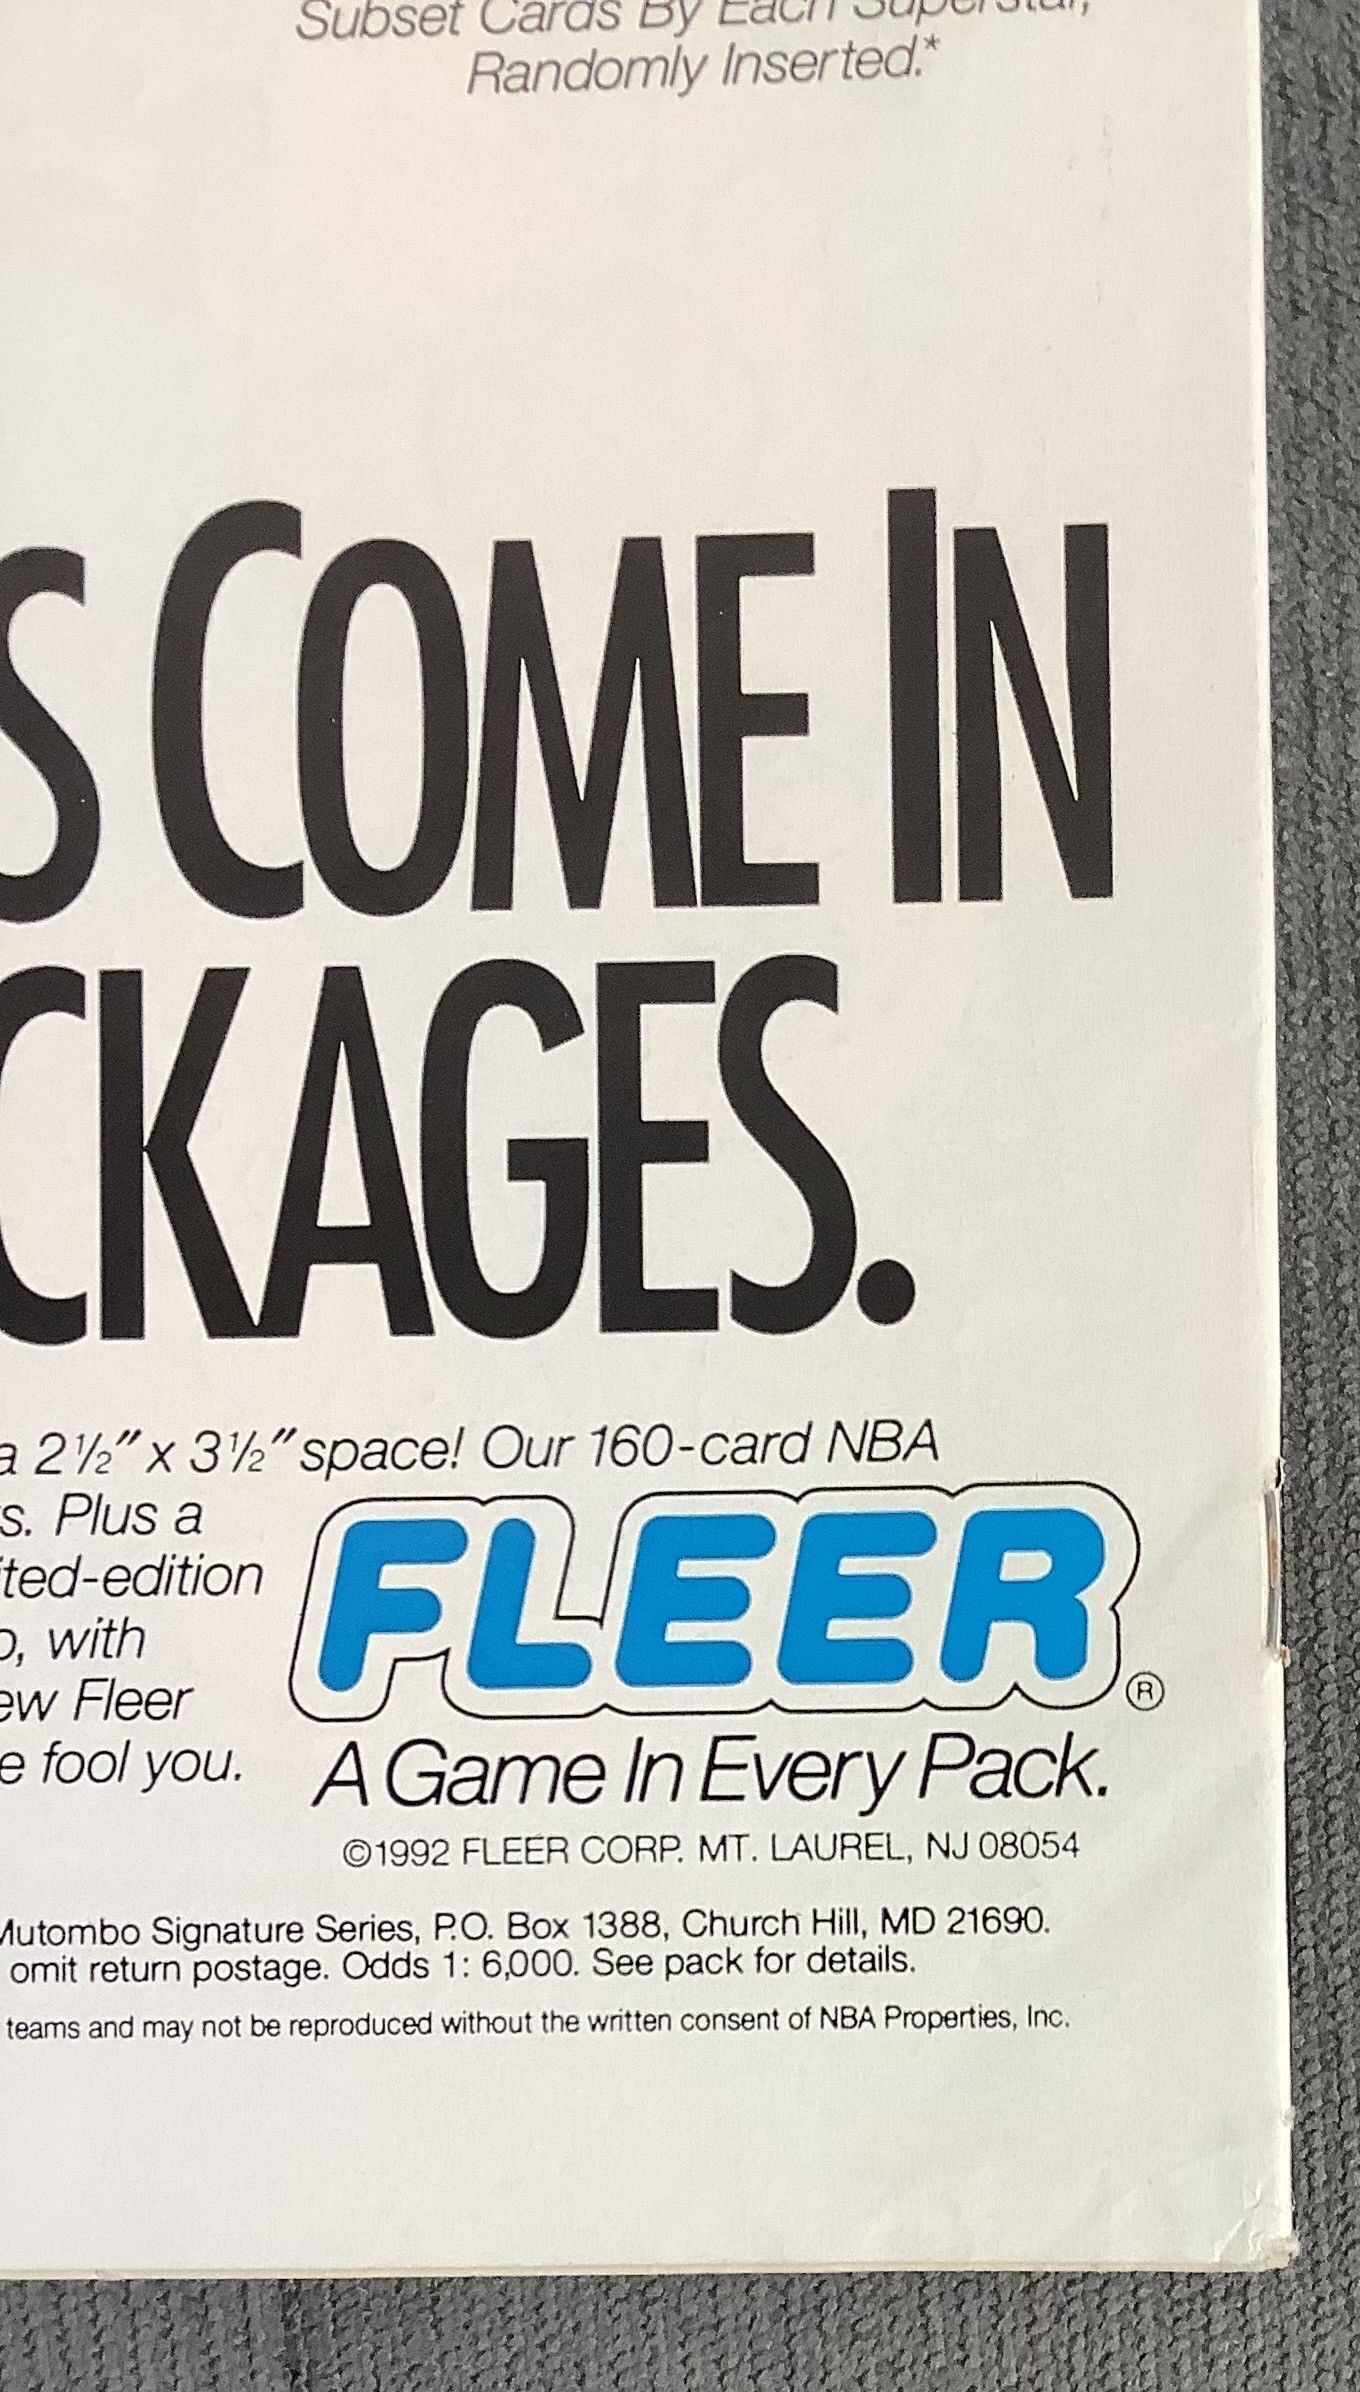 Subset Cards By Each Superstar,
Randomly Inserted.*
S COME IN
CKAGES.
a 2½" x 3½" space! Our 160-card NBA
s. Plus a
ited-edition
o, with
ew Fleer
e fool you.
FLEER®
A Game In Every Pack.
©1992 FLEER CORP. MT. LAUREL, NJ 08054
Mutombo Signature Series, P.O. Box 1388, Church Hill, MD 21690.
omit return postage. Odds 1: 6,000. See pack for details.
teams and may not be reproduced without the written consent of NBA Properties, Inc.